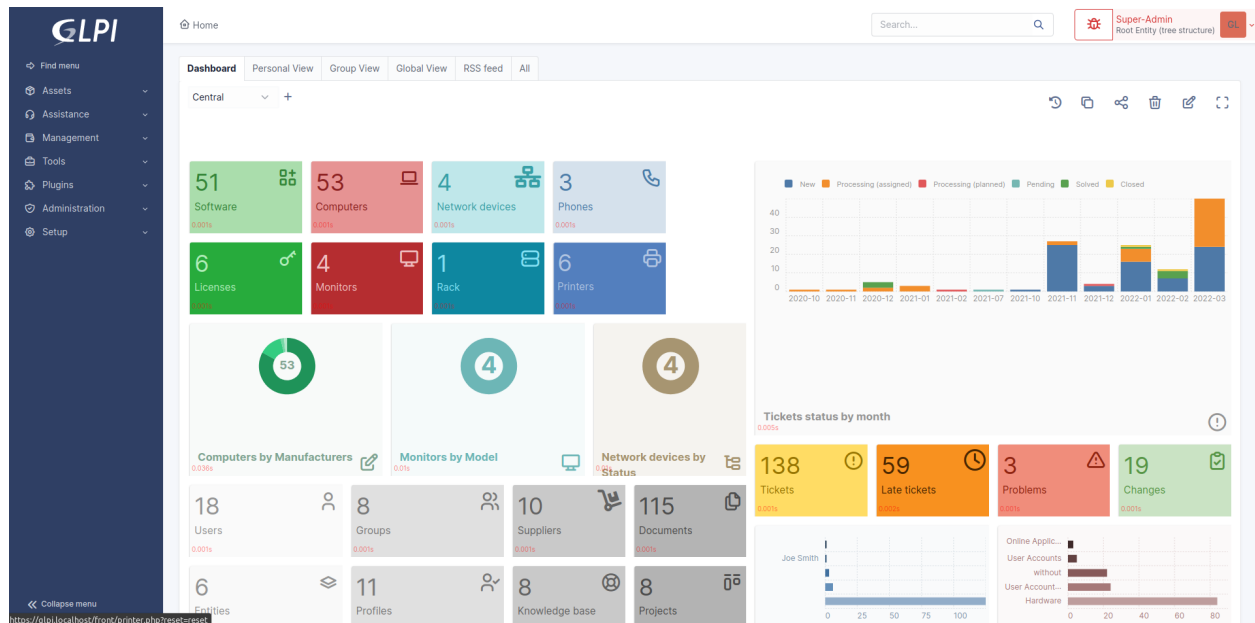 GLPI
Home
Search...
Super-Admin
Root Entity (tree structure)
GL
Find menu
Assets
Assistance
Management
Tools
Plugins
Administration
Setup
Collapse menu
https://glpi.localhost/front/printer.php?reset=reset
Dashboard Personal View Group View Global View RSS feed All
Central
51
Software
0.001s
53
Computers
0.001s
4
Network devices
0.001s
3
Phones
0.001s
6
Licenses
0.001s
4
Monitors
0.001s
1
Rack
6
Printers
0.001s
53
Computers by Manufacturers
0.036s
4
Monitors by Model
0.01s
4
Network devices by
Status
18
Users
0.001s
8
Groups
0.001s
10
Suppliers
0.001s
115
Documents
0.001s
6
Entities
11
Profiles
8
Knowledge base
8
Projects
New Processing (assigned) Processing (planned) Pending Solved Closed
40
30
20
10
0
2020-10 2020-11 2020-12 2021-01 2021-02 2021-07 2021-10 2021-11 2021-12 2022-01 2022-02 2022-03
Tickets status by month
0.005s
138
Tickets
0.001s
59
Late tickets
0.002s
3
Problems
0.001s
19
Changes
0.001s
Joe Smith
0 25 50 75 100
Online Applic...
User Accounts
without
User Account...
Hardware
0 20 40 60 80